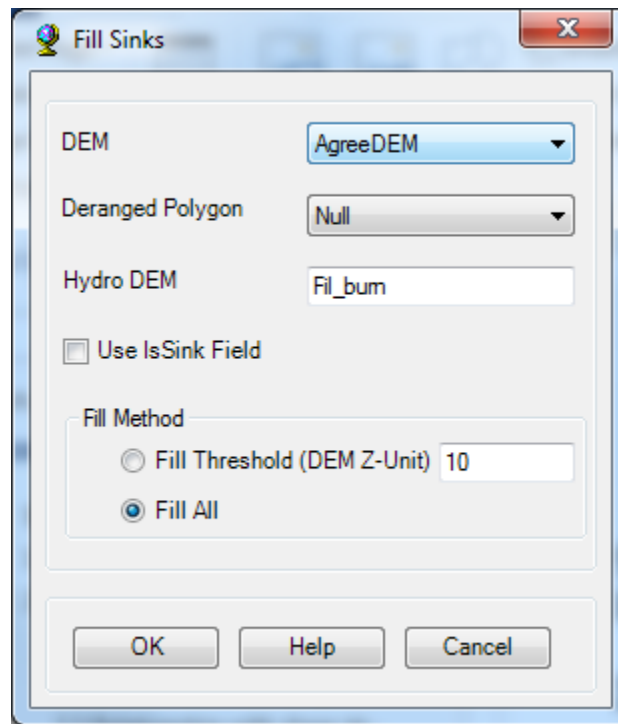 Fill Sinks
DEM AgreeDEM
Deranged Polygon Null
Hydro DEM Fil_burn
Use IsSink Field
Fill Method
Fill Threshold (DEM Z-Unit) 10
Fill All
OK Help Cancel